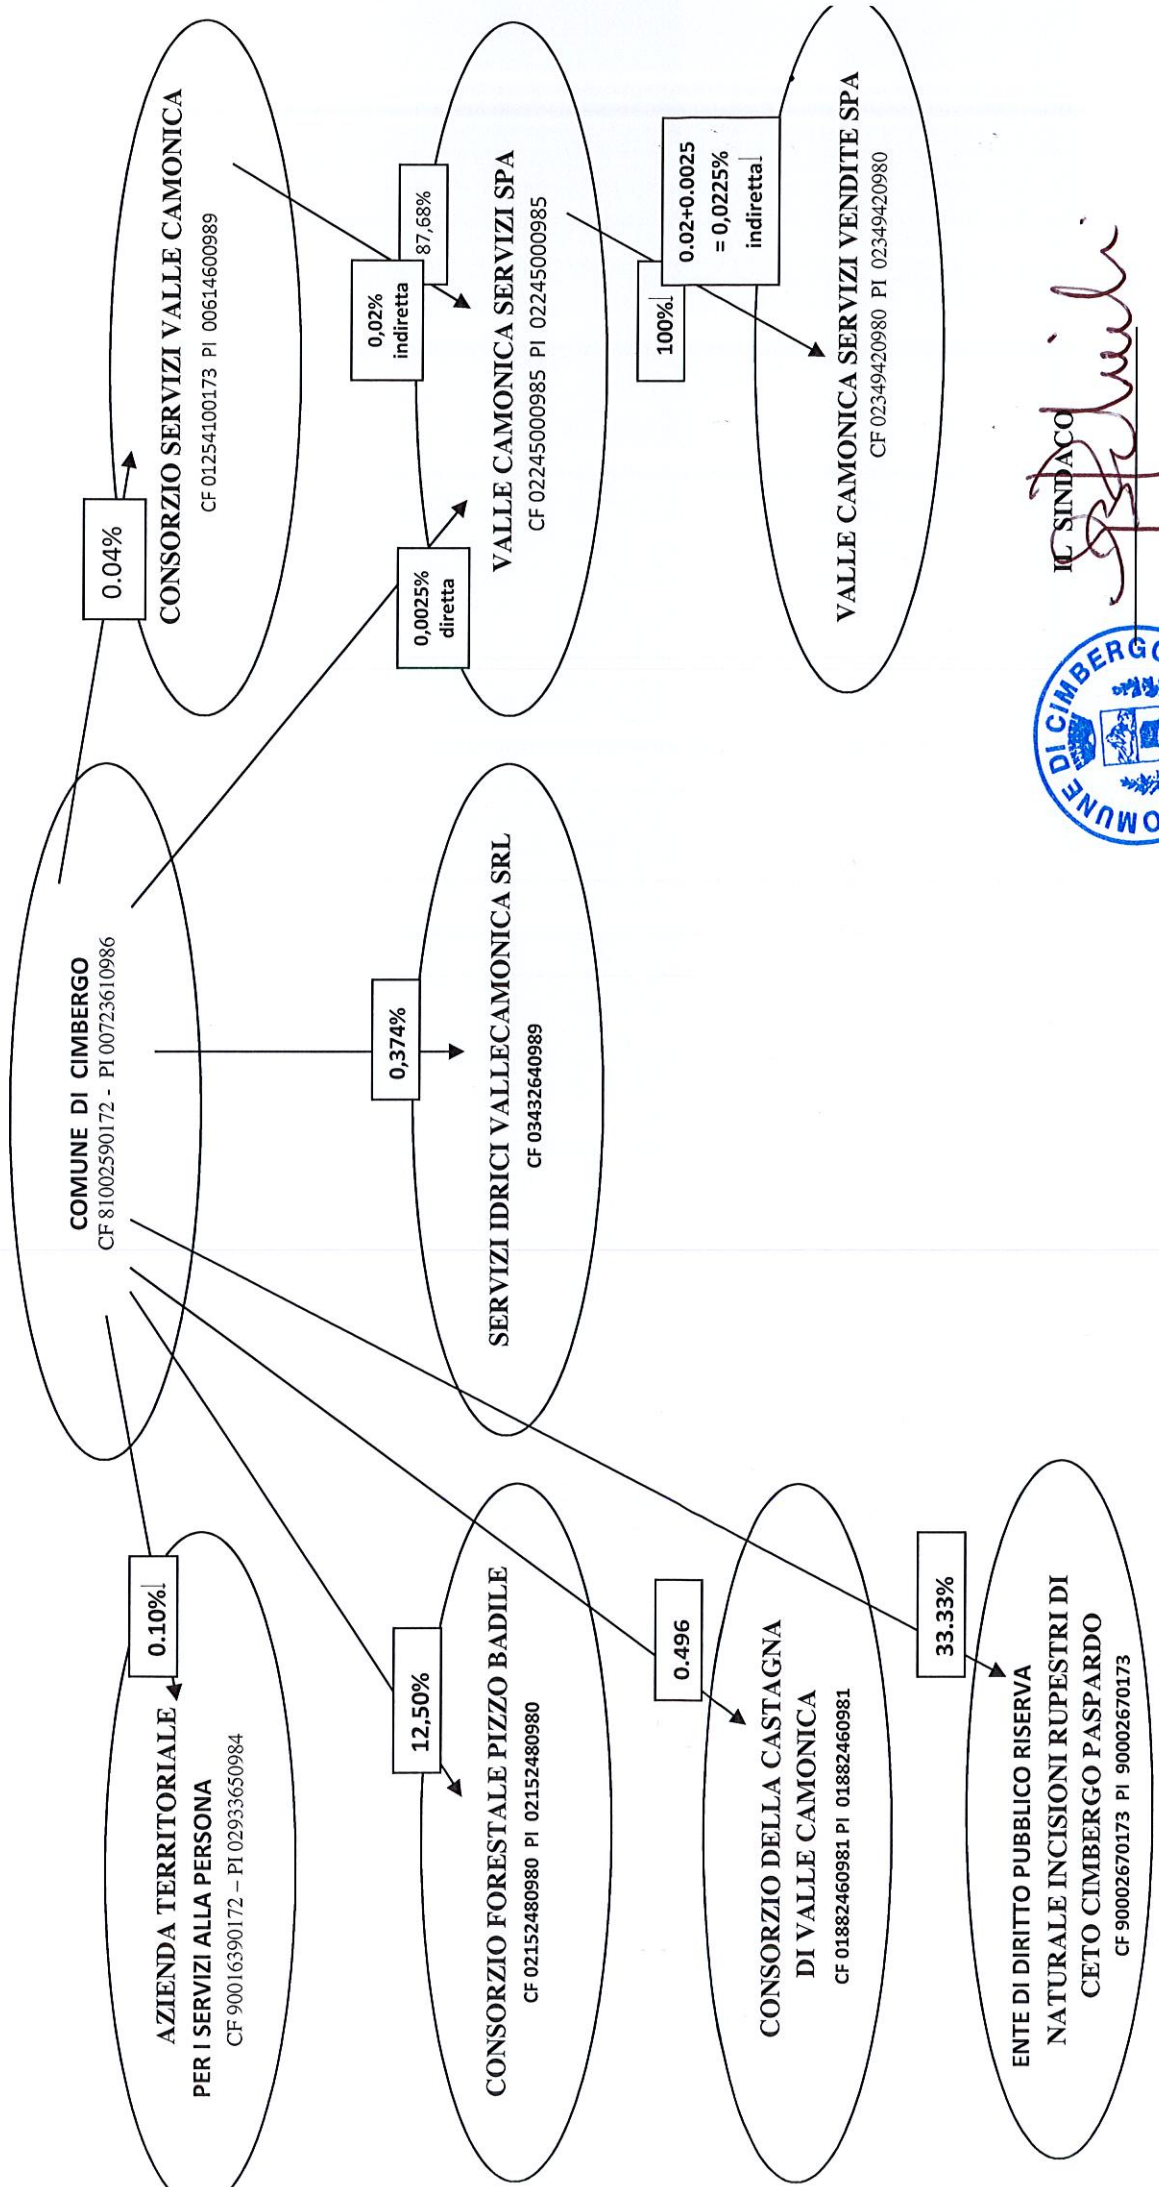 COMUNE DI CIMBERGO
CF 81002590172 - PI 00723610986
0.10%
0.04%
AZIENDA TERRITORIALE
PER I SERVIZI ALLA PERSONA
CF 90016390172 – PI 02933650984
CONSORZIO SERVIZI VALLE CAMONICA
CF 01254100173 PI 00614600989
12,50%
0,374%
0,0025%
diretta
0,02%
indiretta
87,68%
CONSORZIO FORESTALE PIZZO BADILE
CF 02152480980 PI 02152480980
SERVIZI IDRICI VALLECAMONICA SRL
CF 03432640989
VALLE CAMONICA SERVIZI SPA
CF 02245000985 PI 02245000985
0.496
100%
0.02+0.0025
= 0,0225%
indiretta
CONSORZIO DELLA CASTAGNA
DI VALLE CAMONICA
CF 01882460981 PI 01882460981
VALLE CAMONICA SERVIZI VENDITE SPA
CF 02349420980 PI 02349420980
33.33%
ENTE DI DIRITTO PUBBLICO RISERVA
NATURALE INCISIONI RUPESTRI DI
CETO CIMBERGO PASPARDO
CF 90002670173 PI 90002670173
IL SINDACO
OMUNE DI CIMBERGO